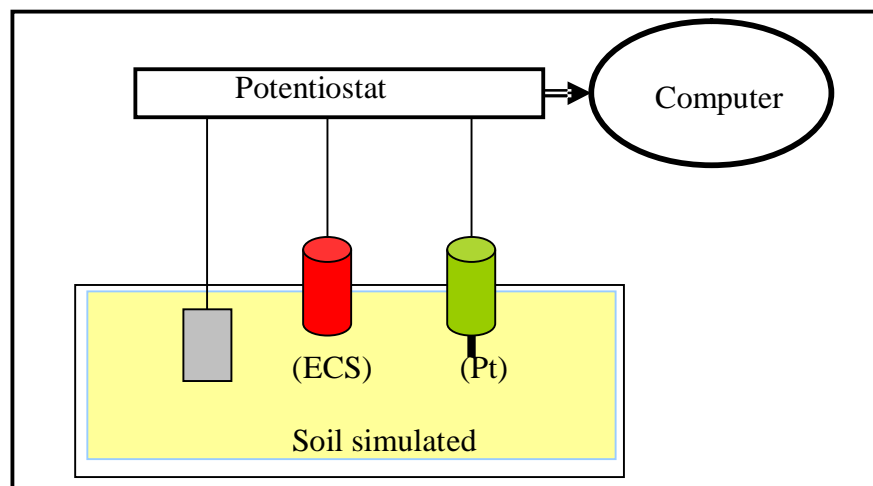 Potentiostat
Computer
(ECS)
(Pt)
Soil simulated